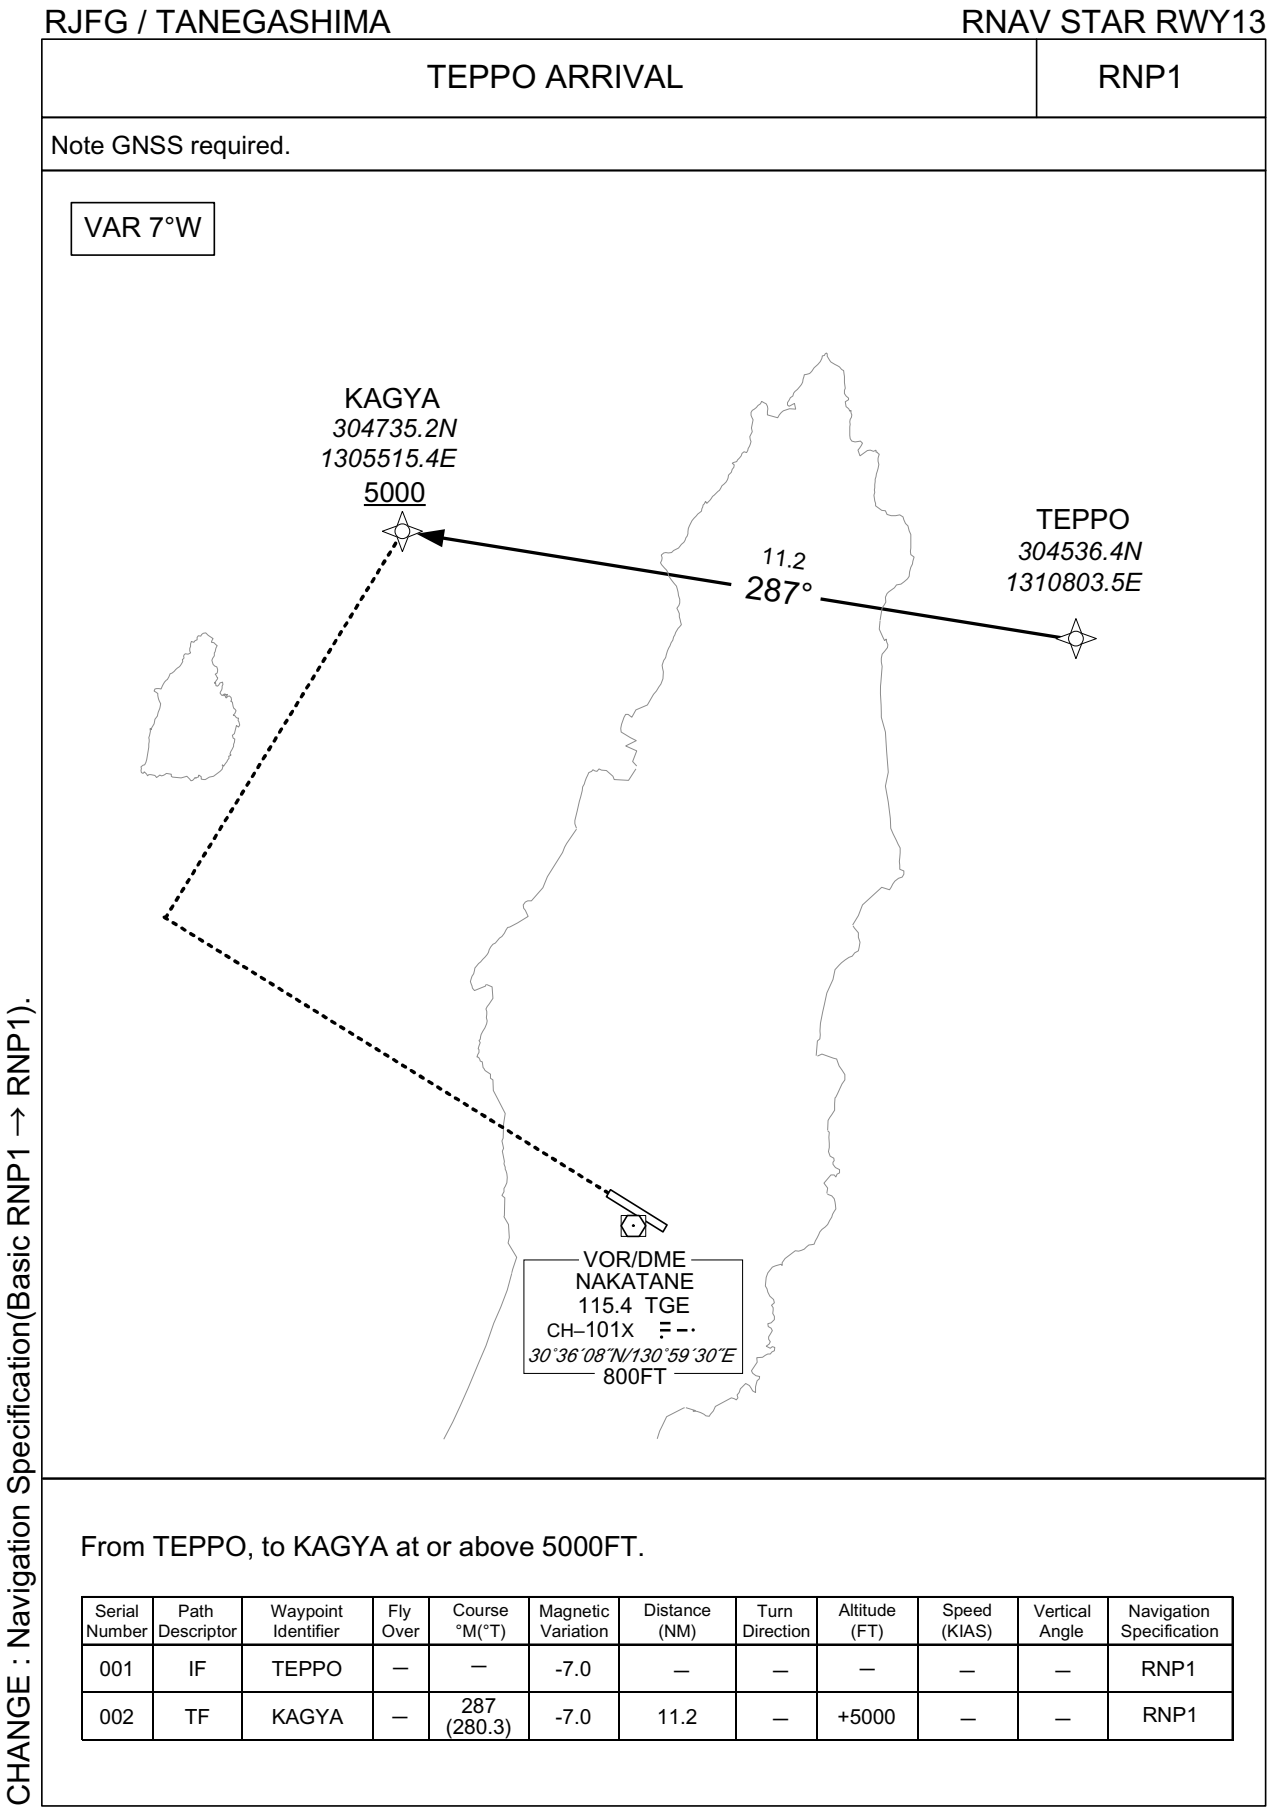 RJFG / TANEGASHIMA
RNAV STAR RWY13
TEPPO ARRIVAL
RNP1
Note GNSS required.
VAR 7°W
KAGYA
304735.2N
1305515.4E
5000
TEPPO
304536.4N
1310803.5E
11.2
287°
VOR/DME
NAKATANE
115.4 TGE
CH–101X
30°36′08″N/130°59′30″E
800FT
CHANGE : Navigation Specification(Basic RNP1 → RNP1).
From TEPPO, to KAGYA at or above 5000FT.
Serial Number Path Descriptor Waypoint Identifier Fly Over Course °M(°T) Magnetic Variation Distance (NM) Turn Direction Altitude (FT) Speed (KIAS) Vertical Angle Navigation Specification
001 IF TEPPO — — -7.0 — — — — — RNP1
002 TF KAGYA — 287 (280.3) -7.0 11.2 — +5000 — — RNP1